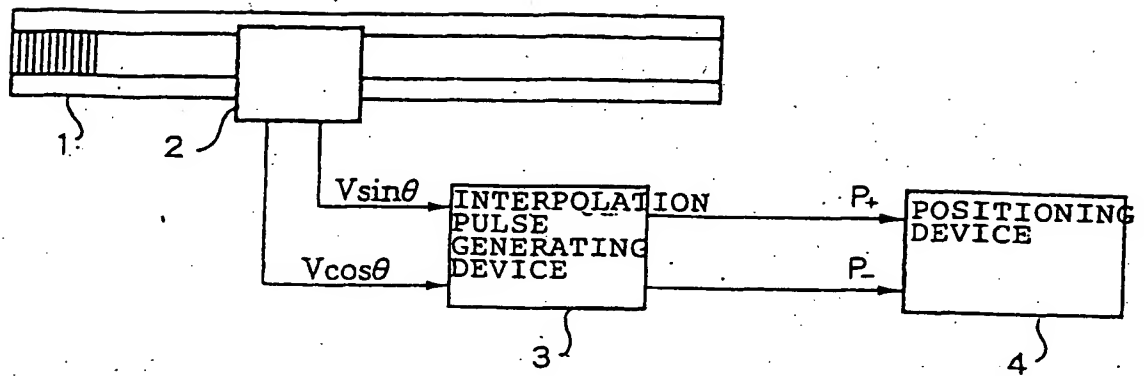 1
2
Vsinθ
Vcosθ
INTERPOLATION
PULSE
GENERATING
DEVICE
3
P+
P-
POSITIONING
DEVICE
4